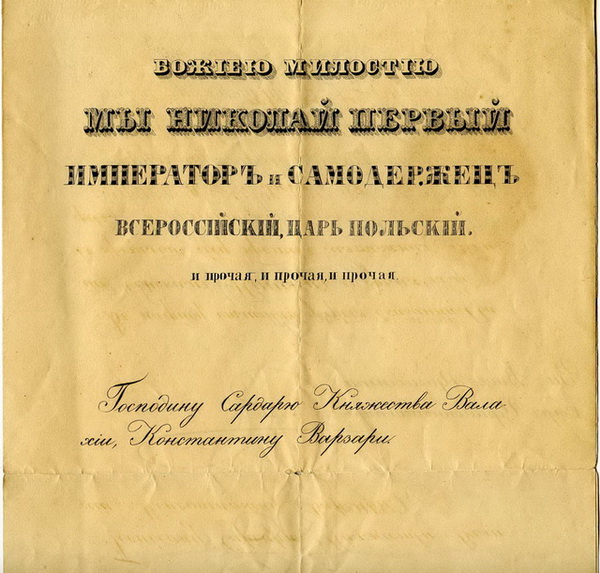 БОЖІЕЮ МИЛОСТІЮ
МЫ НИКОЛАЙ ПЕРВЫЙ
ИМПЕРАТОРЪ и САМОДЕРЖЕЦЪ
ВСЕРОССІЙСКІЙ, ЦАРЬ ПОЛЬСКІЙ.
и прочая, и прочая, и прочая.
Господину Сардарю Княжества Вала-
хіи, Константину Варзари.